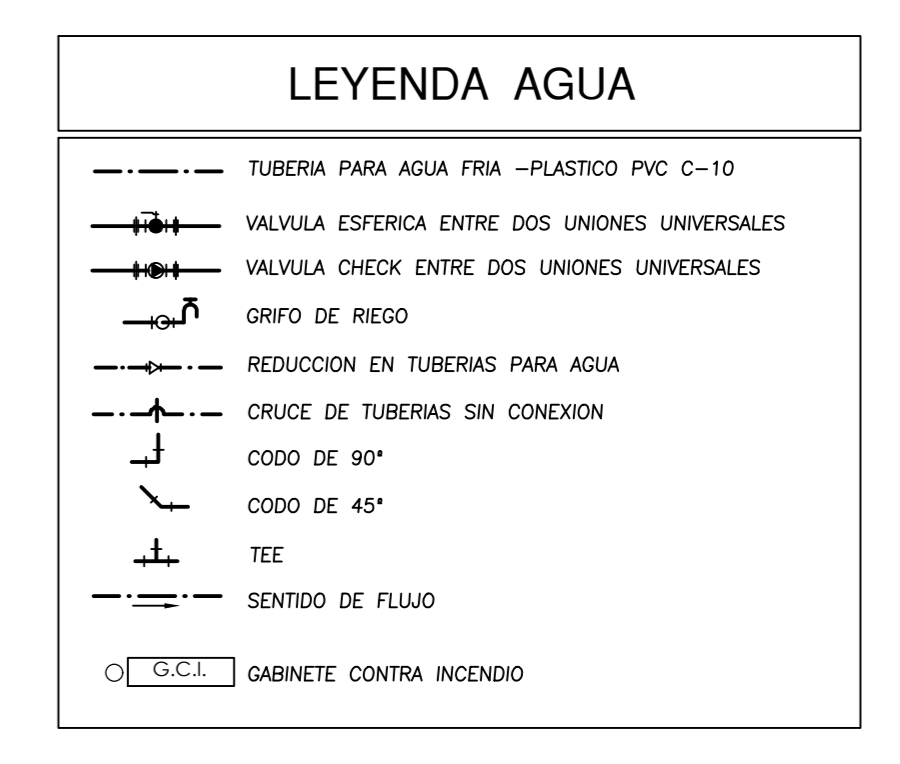 LEYENDA AGUA
TUBERIA PARA AGUA FRIA -PLASTICO PVC C-10
VALVULA ESFERICA ENTRE DOS UNIONES UNIVERSALES
VALVULA CHECK ENTRE DOS UNIONES UNIVERSALES
GRIFO DE RIEGO
REDUCCION EN TUBERIAS PARA AGUA
CRUCE DE TUBERIAS SIN CONEXION
CODO DE 90°
CODO DE 45°
TEE
SENTIDO DE FLUJO
G.C.I. GABINETE CONTRA INCENDIO